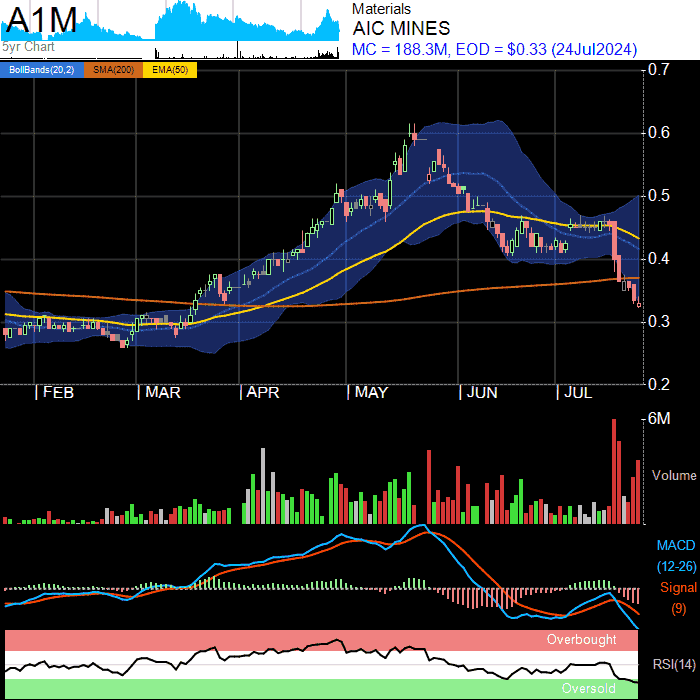 A1M
5yr Chart
Materials
AIC MINES
MC = 188.3M, EOD = $0.33 (24Jul2024)
BollBands(20,2) SMA(200) EMA(50)
0.7
0.6
0.5
0.4
0.3
0.2
| FEB | MAR | APR | MAY | JUN | JUL
6M
Volume
MACD
(12-26)
Signal
(9)
Overbought
RSI(14)
Oversold